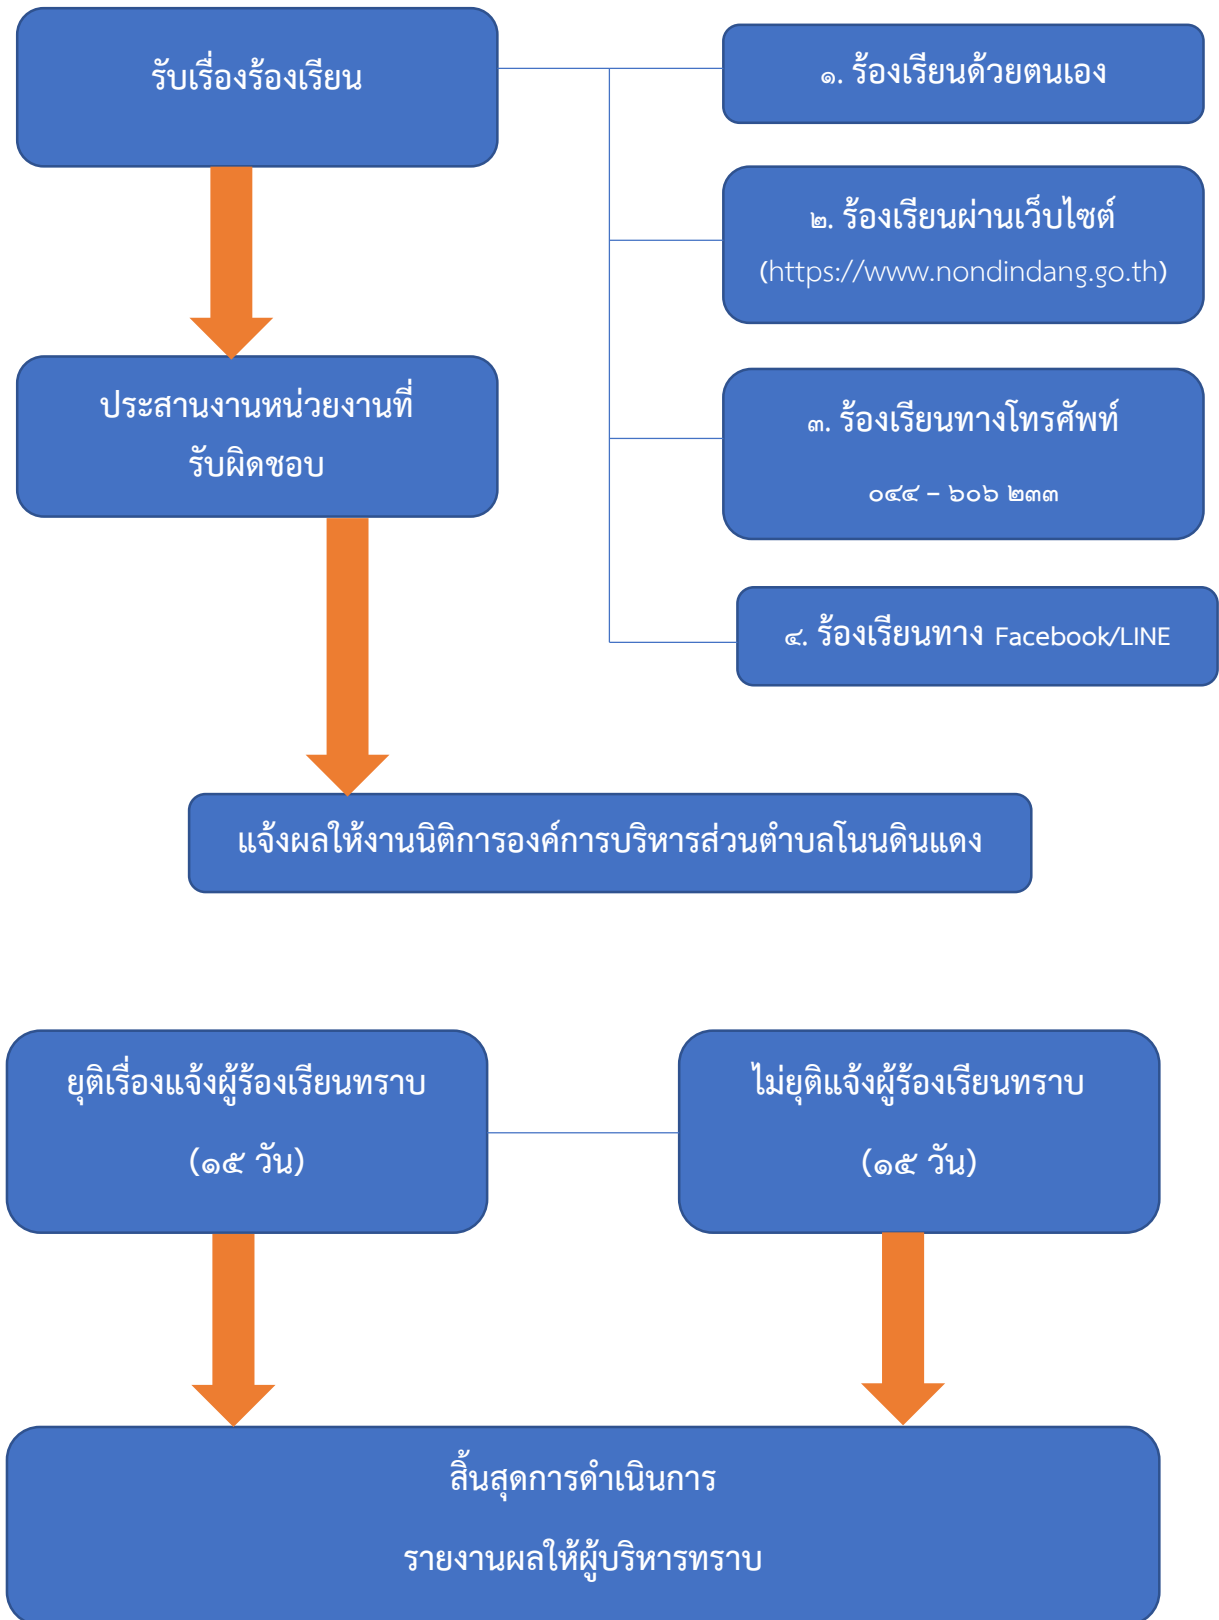 รับเรื่องร้องเรียน
๑. ร้องเรียนด้วยตนเอง
๒. ร้องเรียนผ่านเว็บไซต์
(https://www.nondindang.go.th)
๓. ร้องเรียนทางโทรศัพท์
๐๔๔ – ๖๐๖ ๒๓๓
๔. ร้องเรียนทาง Facebook/LINE
ประสานงานหน่วยงานที่
รับผิดชอบ
แจ้งผลให้งานนิติการองค์การบริหารส่วนตำบลโนนดินแดง
ยุติเรื่องแจ้งผู้ร้องเรียนทราบ
(๑๕ วัน)
ไม่ยุติแจ้งผู้ร้องเรียนทราบ
(๑๕ วัน)
สิ้นสุดการดำเนินการ
รายงานผลให้ผู้บริหารทราบ